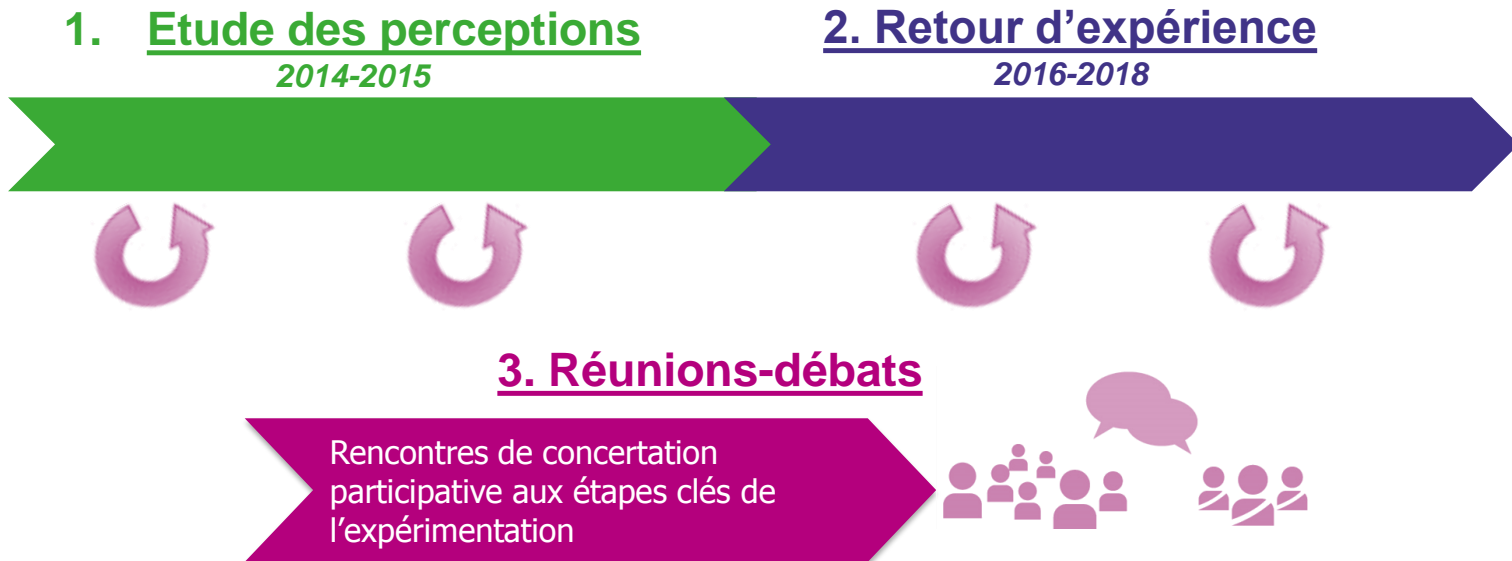 1. Etude des perceptions
2014-2015
2. Retour d’expérience
2016-2018
3. Réunions-débats
Rencontres de concertation
participative aux étapes clés de
l’expérimentation